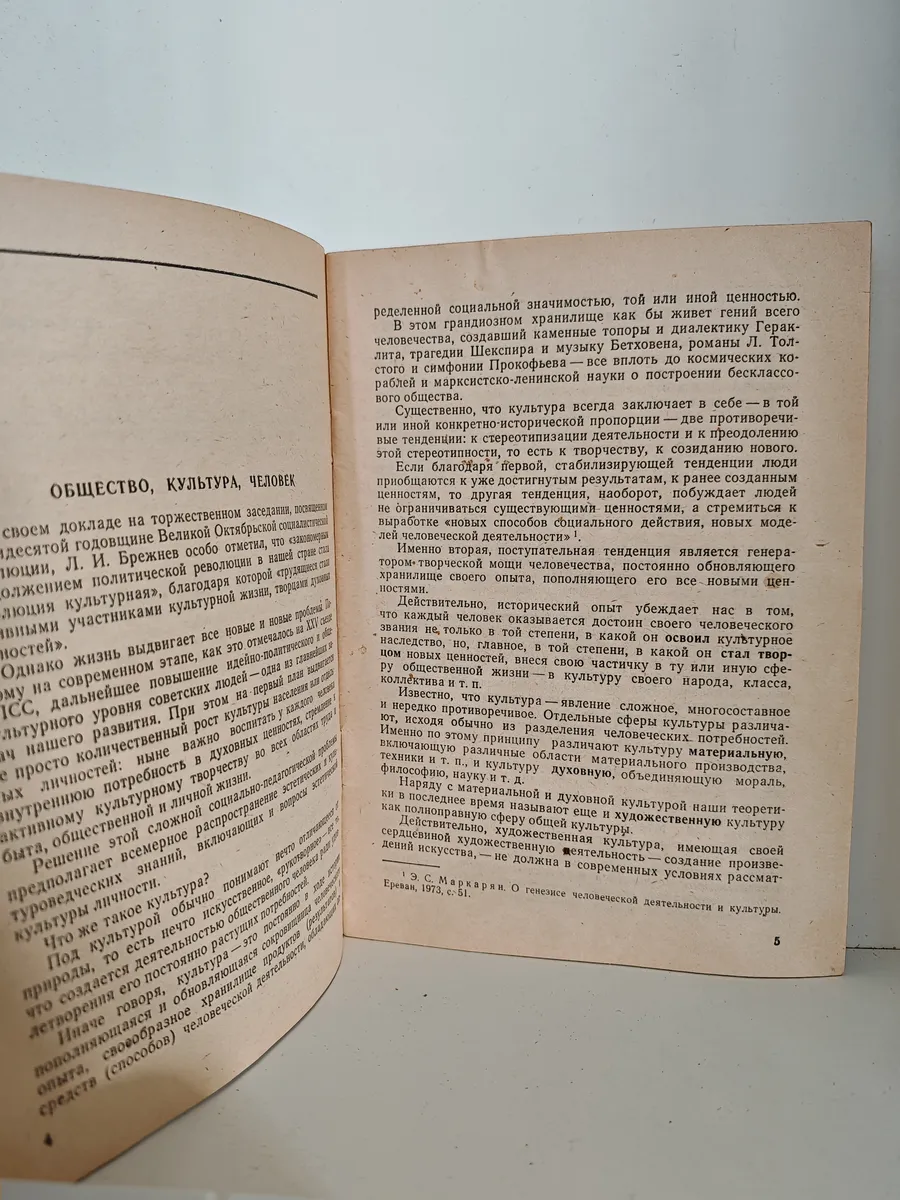 ОБЩЕСТВО, КУЛЬТУРА, ЧЕЛОВЕК
своем докладе на торжественном заседании, посвященном
идесятой годовщине Великой Октябрьской социалистической
люции, Л. И. Брежнев особо отметил, что «закономерным
должением политической революции в нашей стране стала
люция культурная», благодаря которой «трудящиеся стали
ивными участниками культурной жизни, творцами духовных
ностей».
Однако жизнь выдвигает все новые и новые проблемы. По-
ому на современном этапе, как это отмечалось на XXV съезде
ПСС, дальнейшее повышение идейно-политического и обще-
льтурного уровня советских людей — одна из главнейших за-
ач нашего развития. При этом на первый план выдвигается
е просто количественный рост культуры населения или отдель-
ых личностей: ныне важно воспитать у каждого человека
внутреннюю потребность в духовных ценностях, стремление к
активному культурному творчеству во всех областях труда и
быта, общественной и личной жизни.
Решение этой сложной социально-педагогической проблемы
предполагает всемерное распространение эстетических и куль-
туроведческих знаний, включающих и вопросы эстетической
культуры личности.
Что же такое культура?
Под культурой обычно понимают нечто отличающееся от
природы, то есть нечто искусственное, «рукотворное» — то,
что создается деятельностью общественного человека ради удов-
летворения его постоянно растущих потребностей.
Иначе говоря, культура — это постоянно в ходе истории
пополняющаяся и обновляющаяся сокровищница человеческого
опыта, своеобразное хранилище продуктов (результатов) и
средств (способов) человеческой деятельности, обладающих
4
ределенной социальной значимостью, той или иной ценностью.
В этом грандиозном хранилище как бы живет гений всего
человечества, создавший каменные топоры и диалектику Герак-
лита, трагедии Шекспира и музыку Бетховена, романы Л. Тол-
стого и симфонии Прокофьева — все вплоть до космических ко-
раблей и марксистско-ленинской науки о построении бесклассо-
вого общества.
Существенно, что культура всегда заключает в себе — в той
или иной конкретно-исторической пропорции — две противоречи-
вые тенденции: к стереотипизации деятельности и к преодолению
этой стереотипности, то есть к творчеству, к созиданию нового.
Если благодаря первой, стабилизирующей тенденции люди
приобщаются к уже достигнутым результатам, к ранее созданным
ценностям, то другая тенденция, наоборот, побуждает людей
не ограничиваться существующими ценностями, а стремиться к
выработке «новых способов социального действия, новых моде-
лей человеческой деятельности» ¹.
Именно вторая, поступательная тенденция является генера-
тором творческой мощи человечества, постоянно обновляющего
хранилище своего опыта, пополняющего его все новыми цен-
ностями.
Действительно, исторический опыт убеждает нас в том,
что каждый человек оказывается достоин своего человеческого
звания не только в той степени, в какой он освоил культурное
наследство, но, главное, в той степени, в какой он стал твор-
цом новых ценностей, внеся свою частичку в ту или иную сфе-
ру общественной жизни — в культуру своего народа, класса,
коллектива и т. п.
Известно, что культура — явление сложное, многосоставное
и нередко противоречивое. Отдельные сферы культуры различа-
ют, исходя обычно из разделения человеческих потребностей.
Именно по этому принципу различают культуру материальную,
включающую различные области материального производства,
техники и т. п., и культуру духовную, объединяющую мораль,
философию, науку и т. д.
Наряду с материальной и духовной культурой наши теорети-
ки в последнее время называют еще и художественную культуру
как полноправную сферу общей культуры.
Действительно, художественная культура, имеющая своей
сердцевиной художественную деятельность — создание произве-
дений искусства, — не должна в современных условиях рассмат-
¹ Э. С. Маркарян. О генезисе человеческой деятельности и культуры.
Ереван, 1973, с. 51.
5